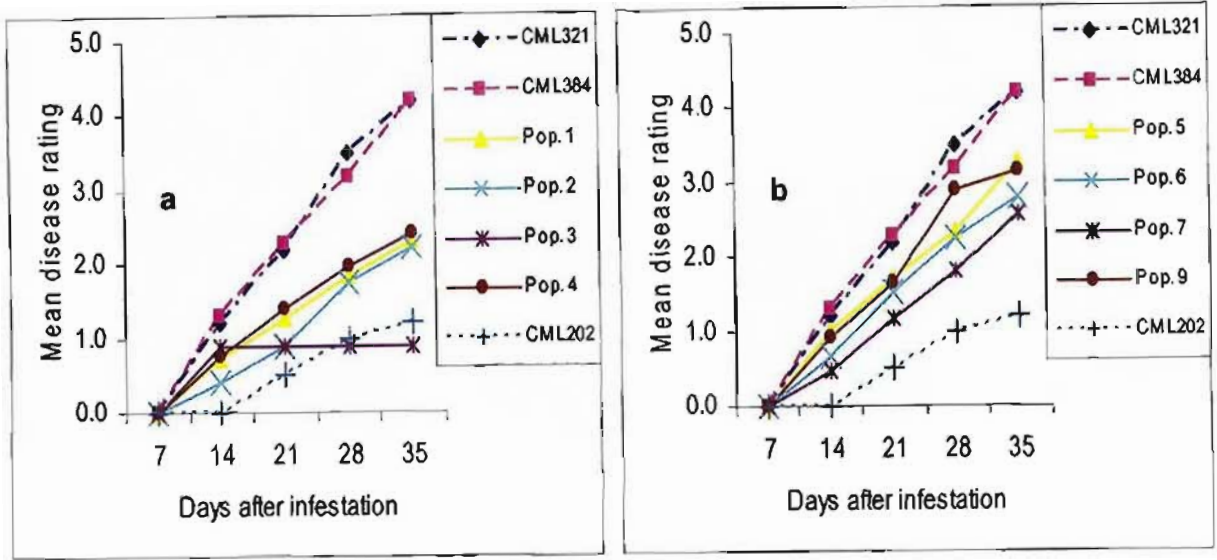 Mean disease rating
5.0
4.0
3.0
2.0
1.0
0.0
a
7 14 21 28 35
Days after infestation
CML321
CML384
Pop. 1
Pop. 2
Pop. 3
Pop. 4
CML202
Mean disease rating
5.0
4.0
3.0
2.0
1.0
0.0
b
7 14 21 28 35
Days after infestation
CML321
CML384
Pop. 5
Pop. 6
Pop. 7
Pop. 9
CML202